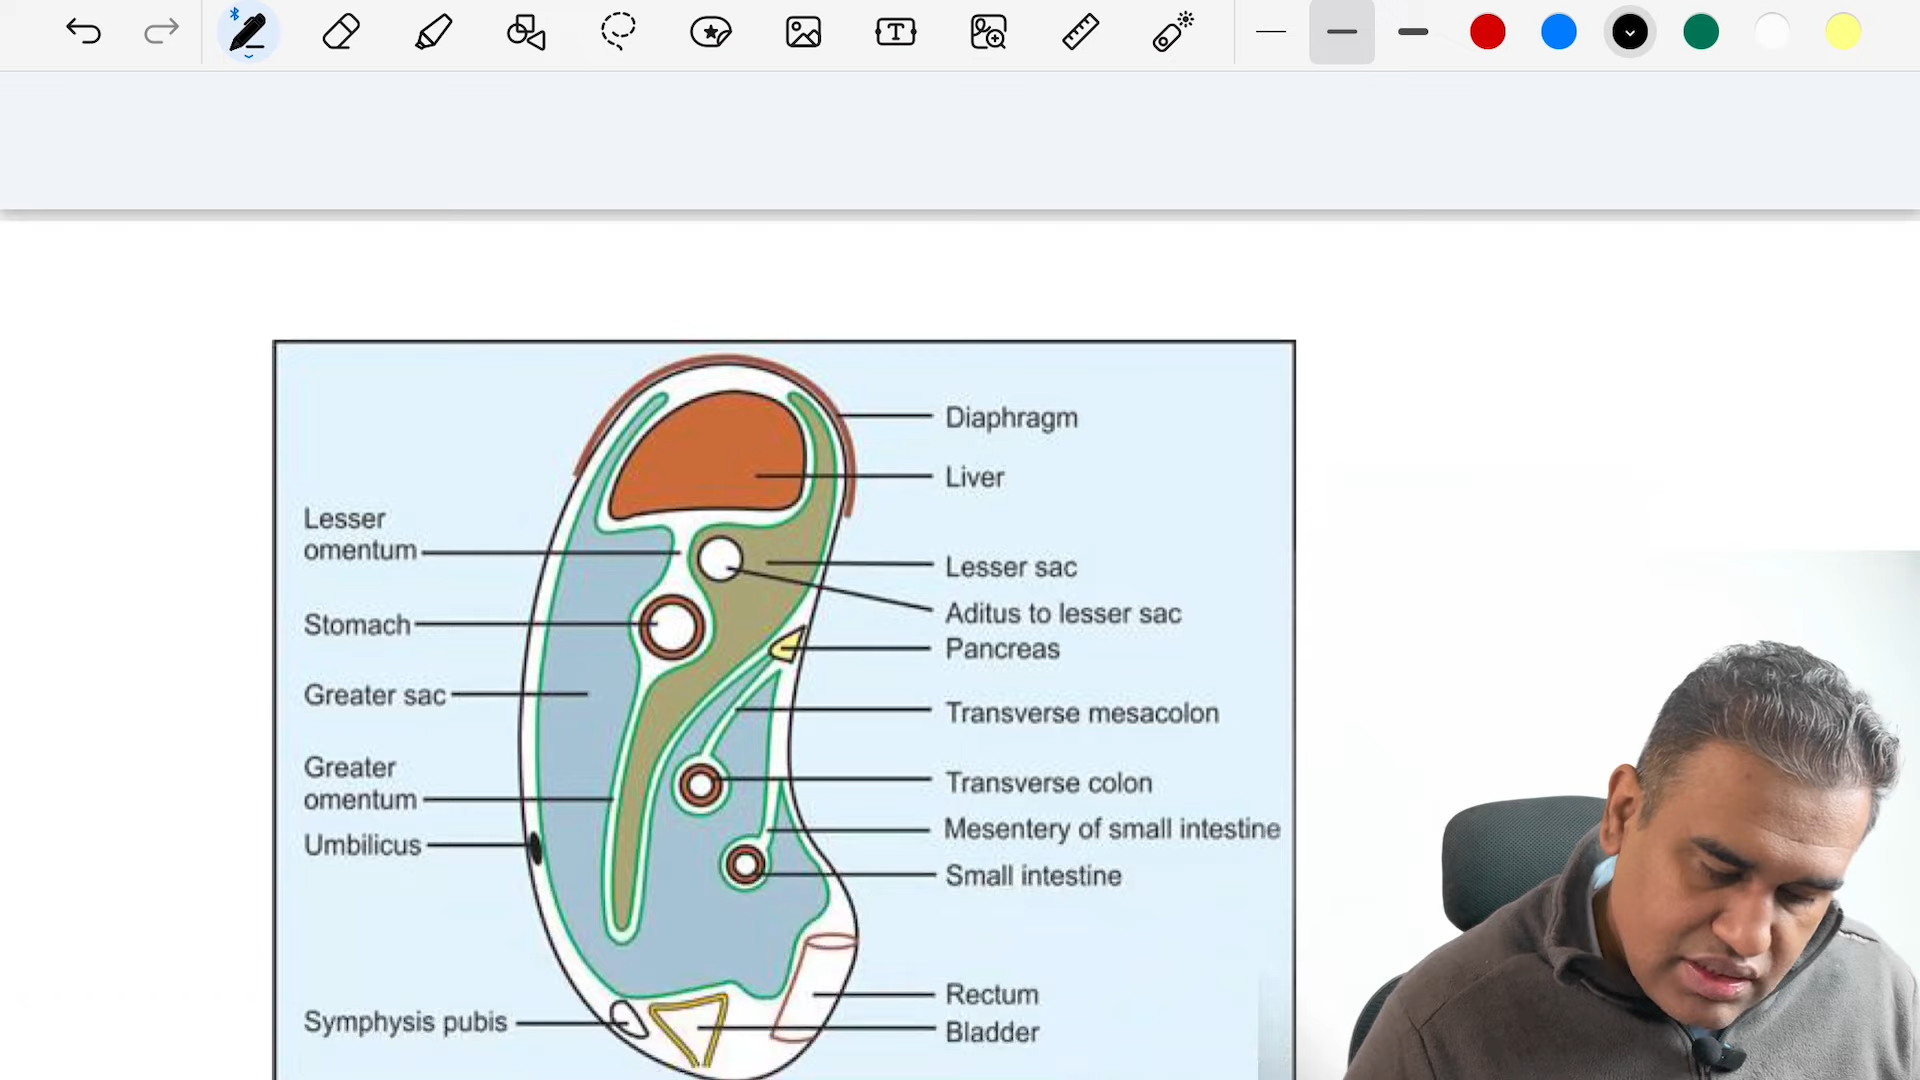 Diaphragm
Liver
Lesser
omentum
Lesser sac
Aditus to lesser sac
Stomach
Pancreas
Greater sac
Transverse mesacolon
Greater
omentum
Transverse colon
Umbilicus
Mesentery of small intestine
Small intestine
Rectum
Symphysis pubis
Bladder